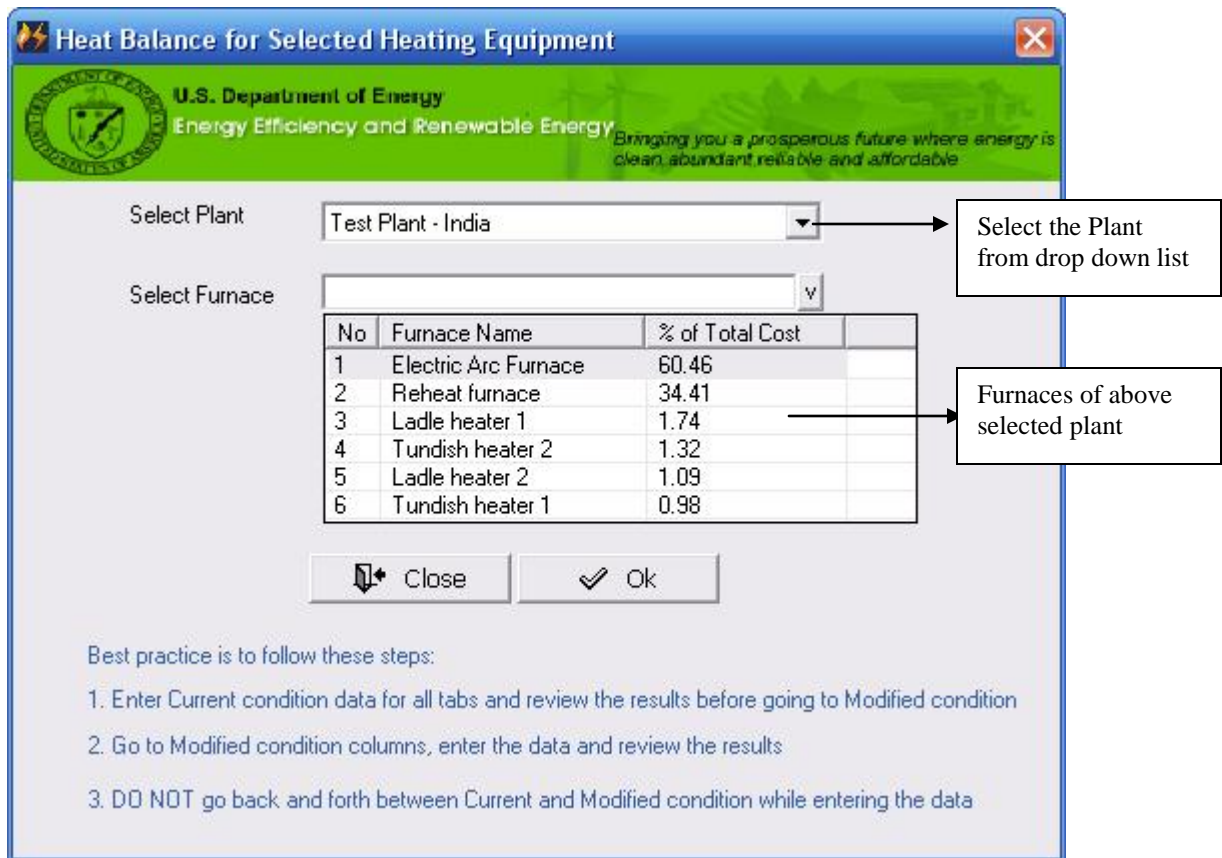 Heat Balance for Selected Heating Equipment
U.S. Department of Energy
Energy Efficiency and Renewable Energy
Bringing you a prosperous future where energy is
clean, abundant, reliable and affordable
Select Plant
Test Plant - India
Select the Plant
from drop down list
Select Furnace
v
No Furnace Name % of Total Cost
1 Electric Arc Furnace 60.46
2 Reheat furnace 34.41
3 Ladle heater 1 1.74
4 Tundish heater 2 1.32
5 Ladle heater 2 1.09
6 Tundish heater 1 0.98
Furnaces of above
selected plant
Close
Ok
Best practice is to follow these steps:
1. Enter Current condition data for all tabs and review the results before going to Modified condition
2. Go to Modified condition columns, enter the data and review the results
3. DO NOT go back and forth between Current and Modified condition while entering the data